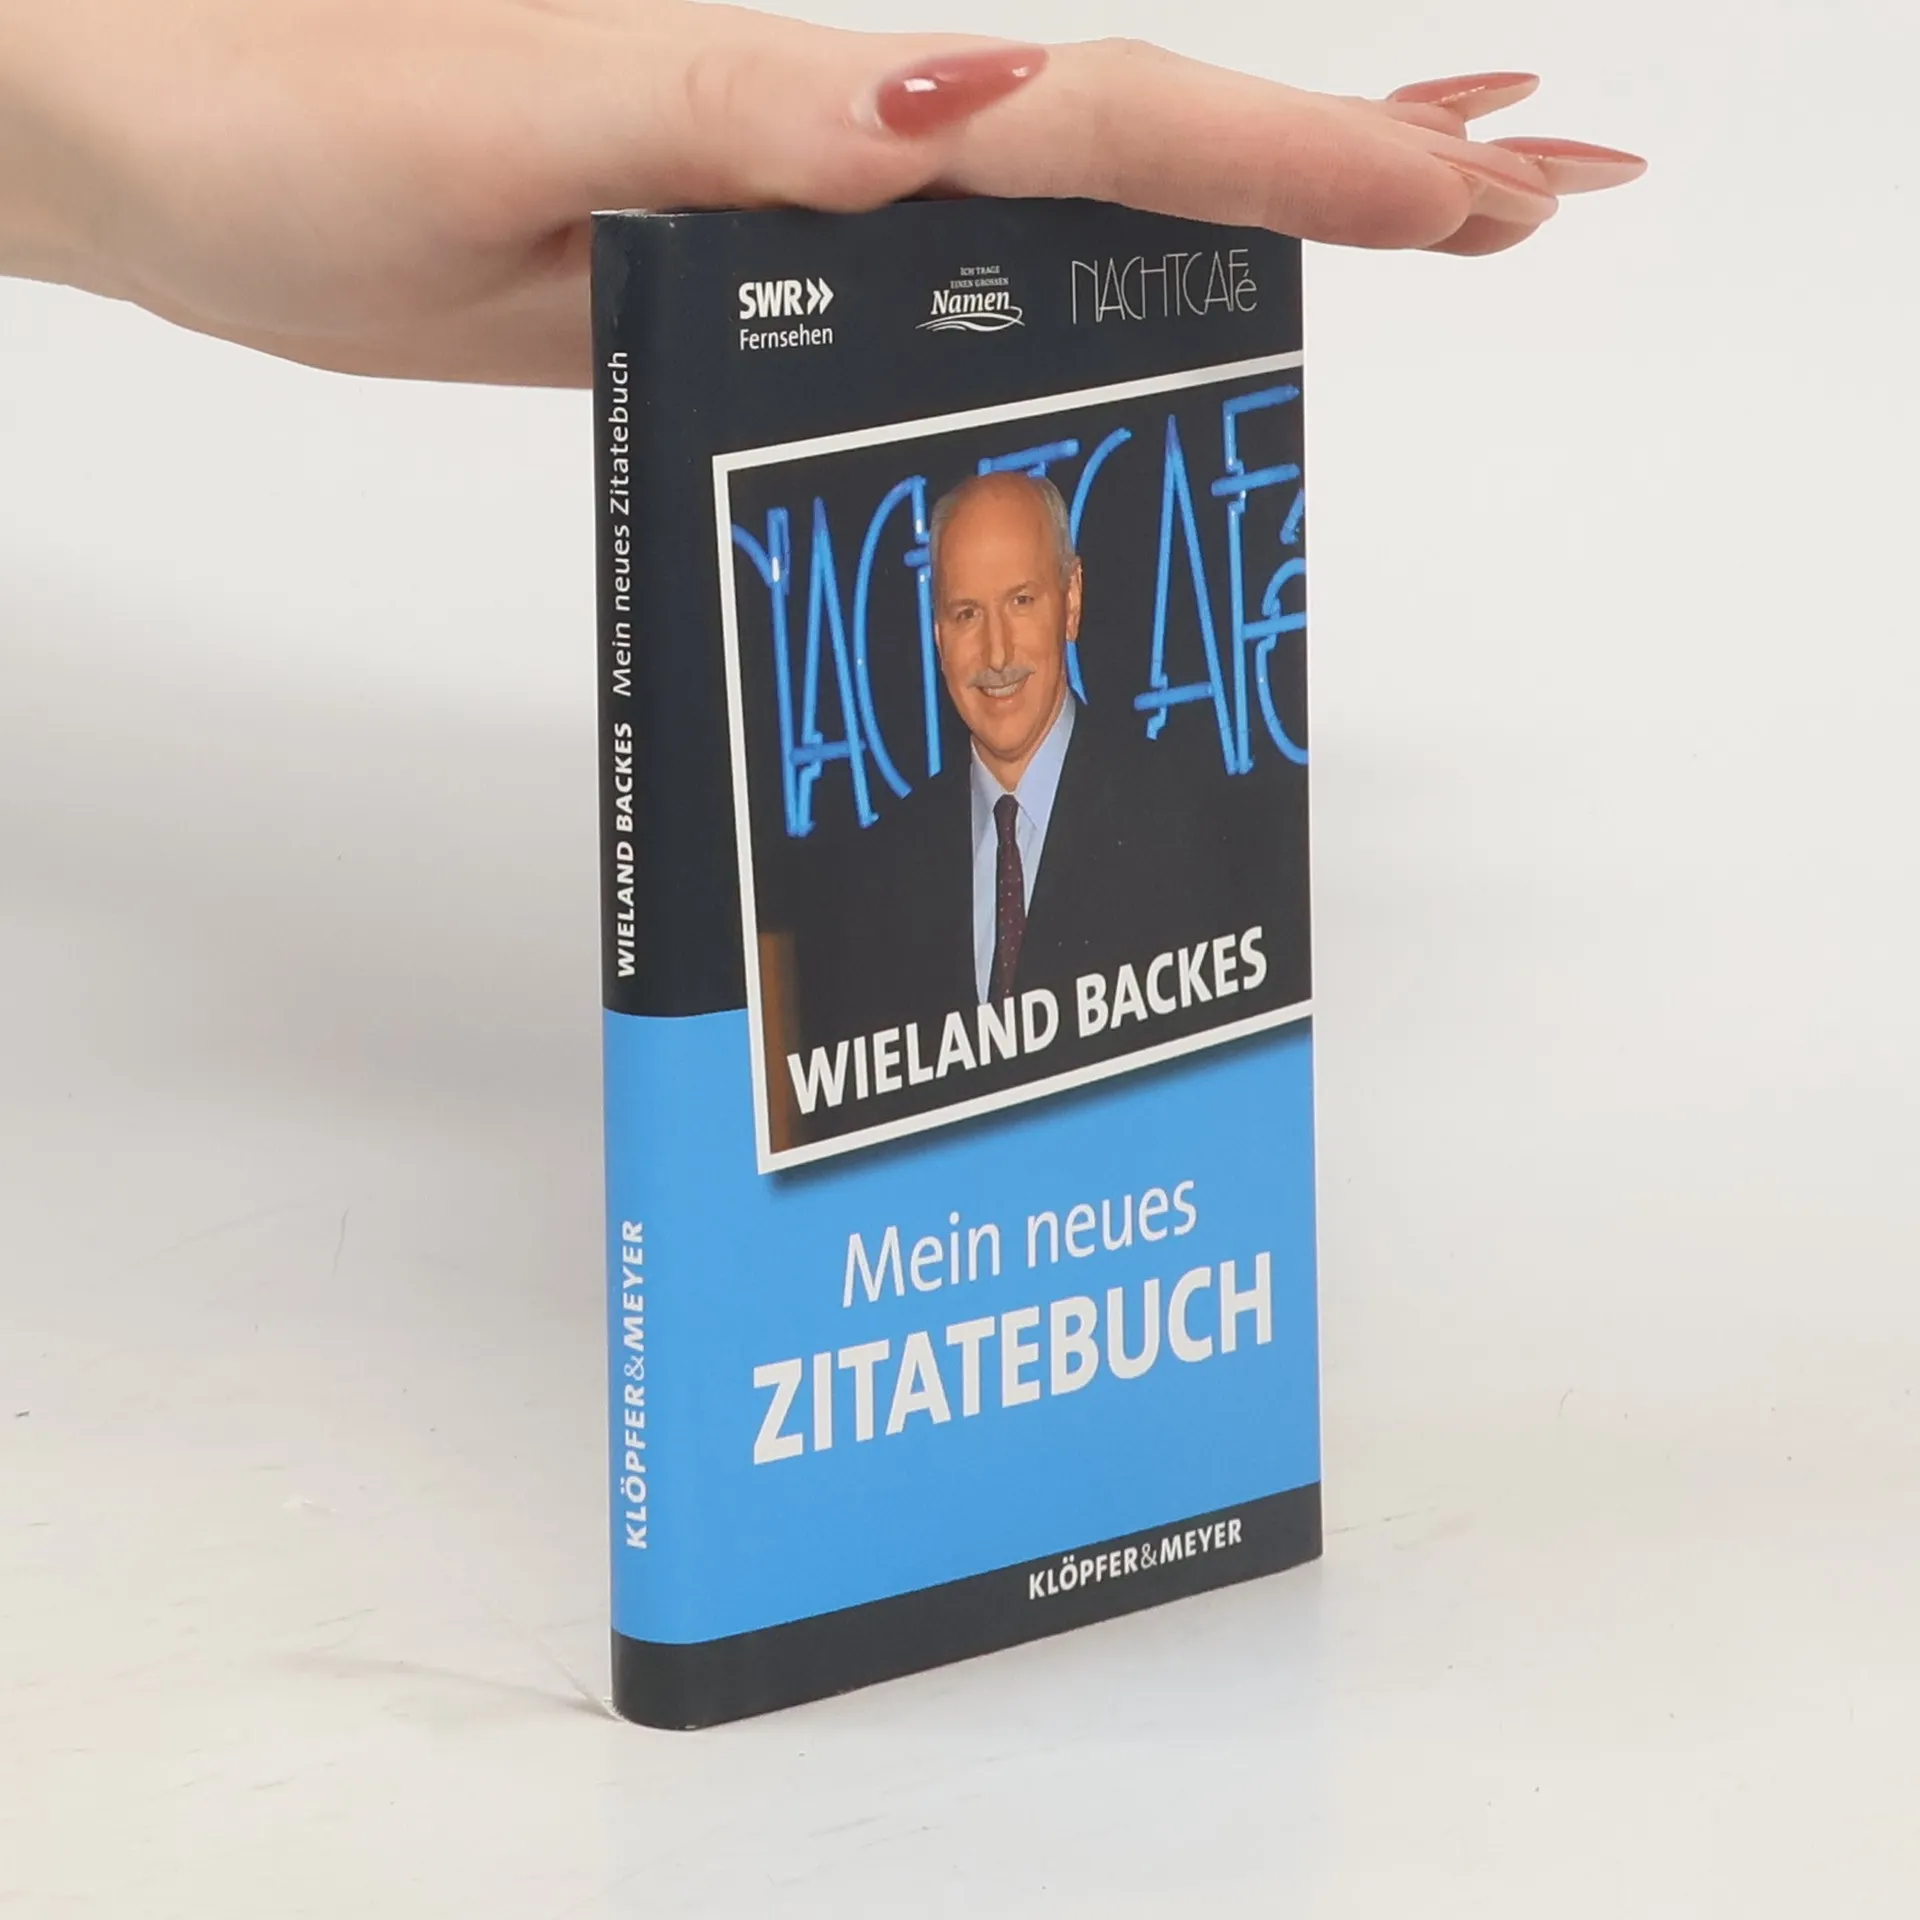 WIELAND BACKES Mein neues Zitatebuch
KLÖPFER&MEYER
SWR»
Fernsehen
ICH TRAGE
EINEN GROSSEN
Namen
NACHTCAFé
NACHTCAFé
WIELAND BACKES
Mein neues
ZITATEBUCH
KLÖPFER&MEYER